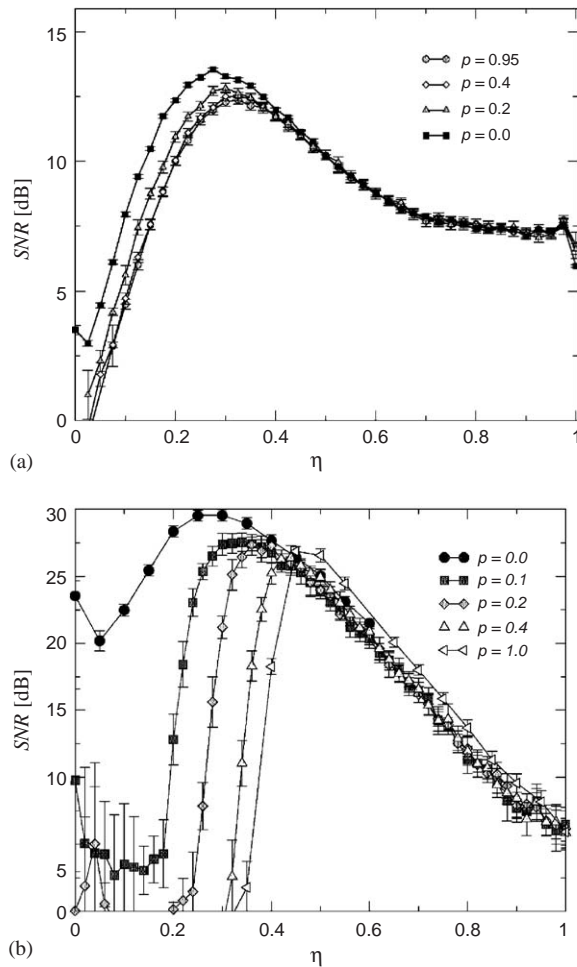 15
10
5
0
SNR [dB]
p = 0.95
p = 0.4
p = 0.2
p = 0.0
0 0.2 0.4 0.6 0.8 1
η
(a)
30
25
20
15
10
5
0
SNR [dB]
p = 0.0
p = 0.1
p = 0.2
p = 0.4
p = 1.0
0 0.2 0.4 0.6 0.8 1
η
(b)